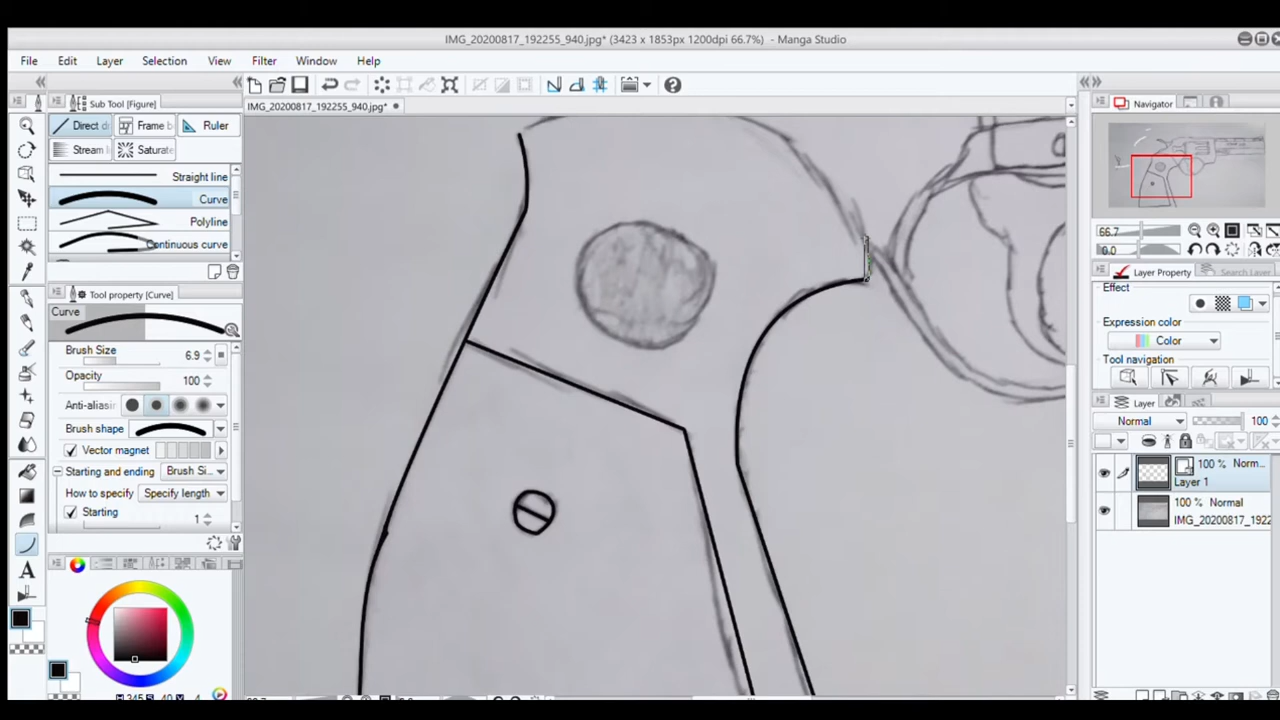 IMG_20200817_192255_940.jpg* (3423 x 1853px 1200dpi 66.7%) - Manga Studio
File Edit Layer Selection View Filter Window Help
Sub Tool [Figure]
IMG_20200817_192255_940.jpg*
Navigator
Direct d
Frame b
Ruler
Stream
Saturate
Straight line
Curve
Polyline
Continuous curve
66.7
0.0
Layer Property
Search Layer
Tool property [Curve]
Effect
Curve
Expression color
Color
Brush Size 6.9
Tool navigation
Opacity 100
Anti-aliasin
Layer
Brush shape
Normal 100
Vector magnet
Starting and ending Brush Si...
100 % Norm...
Layer 1
How to specify Specify length
100 % Normal
IMG_20200817_1922
Starting 1
A